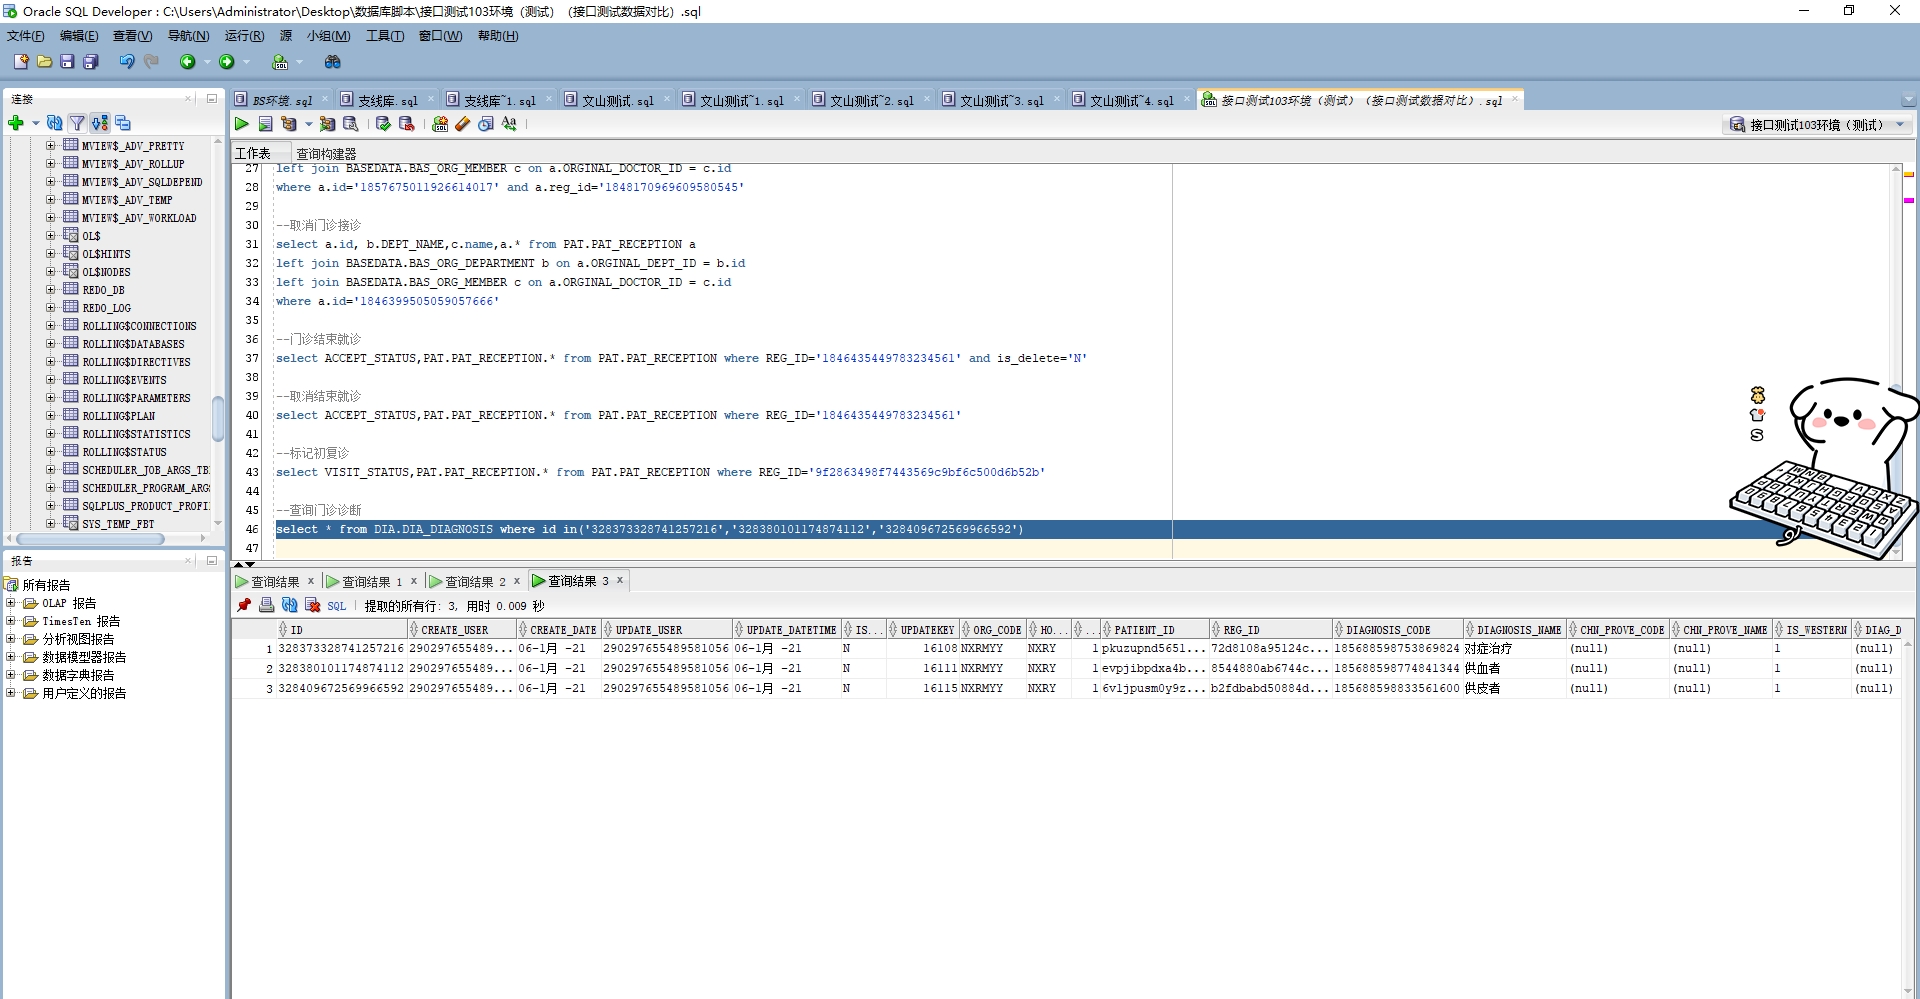 Oracle SQL Developer : C:\Users\Administrator\Desktop\数据库脚本\接口测试103环境（测试）（接口测试数据对比）.sql
文件(F) 编辑(E) 查看(V) 导航(N) 运行(R) 源 小组(M) 工具(T) 窗口(W) 帮助(H)
连接
BS环境.sql 支线库.sql 支线库~1.sql 文山测试.sql 文山测试~1.sql 文山测试~2.sql 文山测试~3.sql 文山测试~4.sql 接口测试103环境（测试）（接口测试数据对比）.sql
接口测试103环境（测试）
工作表 查询构建器
MVIEW$_ADV_PRETTY
MVIEW$_ADV_ROLLUP
MVIEW$_ADV_SQLDEPEND
MVIEW$_ADV_TEMP
MVIEW$_ADV_WORKLOAD
OL$
OL$HINTS
OL$NODES
REDO_DB
REDO_LOG
ROLLING$CONNECTIONS
ROLLING$DATABASES
ROLLING$DIRECTIVES
ROLLING$EVENTS
ROLLING$PARAMETERS
ROLLING$PLAN
ROLLING$STATISTICS
ROLLING$STATUS
SCHEDULER_JOB_ARGS_TB
SCHEDULER_PROGRAM_ARG
SQLPLUS_PRODUCT_PROFI
SYS_TEMP_FBT
27 left join BASEDATA.BAS_ORG_MEMBER c on a.ORGINAL_DOCTOR_ID = c.id
28 where a.id='1857675011926614017' and a.reg_id='1848170969609580545'
29
30 --取消门诊接诊
31 select a.id, b.DEPT_NAME,c.name,a.* from PAT.PAT_RECEPTION a
32 left join BASEDATA.BAS_ORG_DEPARTMENT b on a.ORGINAL_DEPT_ID = b.id
33 left join BASEDATA.BAS_ORG_MEMBER c on a.ORGINAL_DOCTOR_ID = c.id
34 where a.id='1846399505059057666'
35
36 --门诊结束就诊
37 select ACCEPT_STATUS,PAT.PAT_RECEPTION.* from PAT.PAT_RECEPTION where REG_ID='1846435449783234561' and is_delete='N'
38
39 --取消结束就诊
40 select ACCEPT_STATUS,PAT.PAT_RECEPTION.* from PAT.PAT_RECEPTION where REG_ID='1846435449783234561'
41
42 --标记初复诊
43 select VISIT_STATUS,PAT.PAT_RECEPTION.* from PAT.PAT_RECEPTION where REG_ID='9f2863498f7443569c9bf6c500d6b52b'
44
45 --查询门诊诊断
46 select * from DIA.DIA_DIAGNOSIS where id in('328373328741257216','328380101174874112','328409672569966592')
47
报告
所有报告
OLAP 报告
TimesTen 报告
分析视图报告
数据模型器报告
数据字典报告
用户定义的报告
查询结果 x 查询结果 1 x 查询结果 2 x 查询结果 3 x
SQL 提取的所有行: 3, 用时 0.009 秒
ID CREATE_USER CREATE_DATE UPDATE_USER UPDATE_DATETIME IS... UPDATEKEY ORG_CODE HO... ... PATIENT_ID REG_ID DIAGNOSIS_CODE DIAGNOSIS_NAME CHN_PROVE_CODE CHN_PROVE_NAME IS_WESTERN DIAG_D
1 328373328741257216 290297655489... 06-1月 -21 290297655489581056 06-1月 -21 N 16108 NXRMYY NXRY 1 pkuzupnd5651... 72d8108a95124c... 185688598753869824 对症治疗 (null) (null) 1 (null)
2 328380101174874112 290297655489... 06-1月 -21 290297655489581056 06-1月 -21 N 16111 NXRMYY NXRY 1 evpjibpdxa4b... 8544880ab6744c... 185688598774841344 供血者 (null) (null) 1 (null)
3 328409672569966592 290297655489... 06-1月 -21 290297655489581056 06-1月 -21 N 16115 NXRMYY NXRY 1 6v1jpusm0y9z... b2fdbabd50884d... 185688598833561600 供皮者 (null) (null) 1 (null)